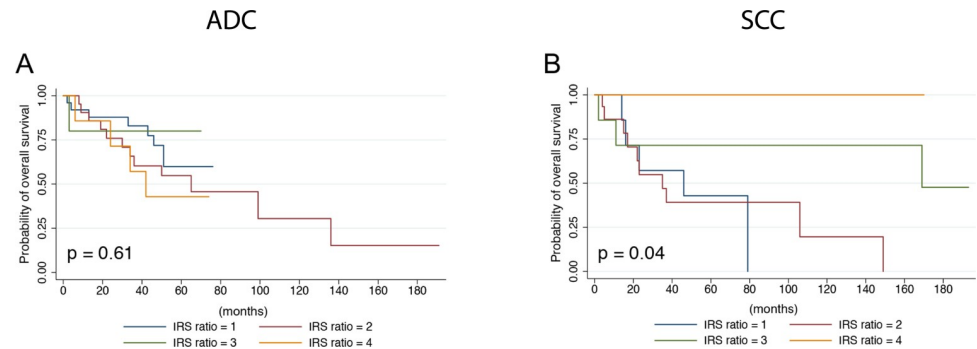 ADC
SCC
A
Probability of overall survival
1.00
0.75
0.50
0.25
0.00
p = 0.61
0 20 40 60 80 100 120 140 160 180
(months)
IRS ratio = 1 IRS ratio = 2
IRS ratio = 3 IRS ratio = 4
B
Probability of overall survival
1.00
0.75
0.50
0.25
0.00
p = 0.04
0 20 40 60 80 100 120 140 160 180
(months)
IRS ratio = 1 IRS ratio = 2
IRS ratio = 3 IRS ratio = 4